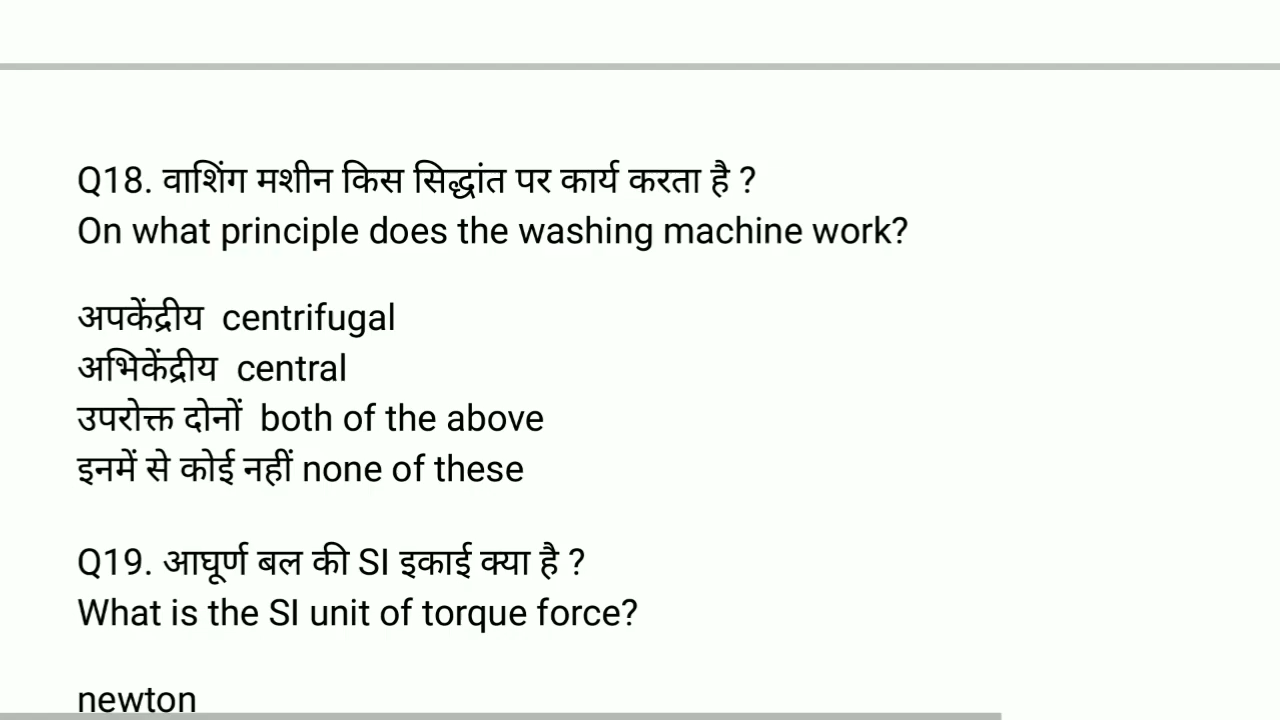 Q18. वाशिंग मशीन किस सिद्धांत पर कार्य करता है ?
On what principle does the washing machine work?
अपकेंद्रीय centrifugal
अभिकेंद्रीय central
उपरोक्त दोनों both of the above
इनमें से कोई नहीं none of these
Q19. आघूर्ण बल की SI इकाई क्या है ?
What is the SI unit of torque force?
newton